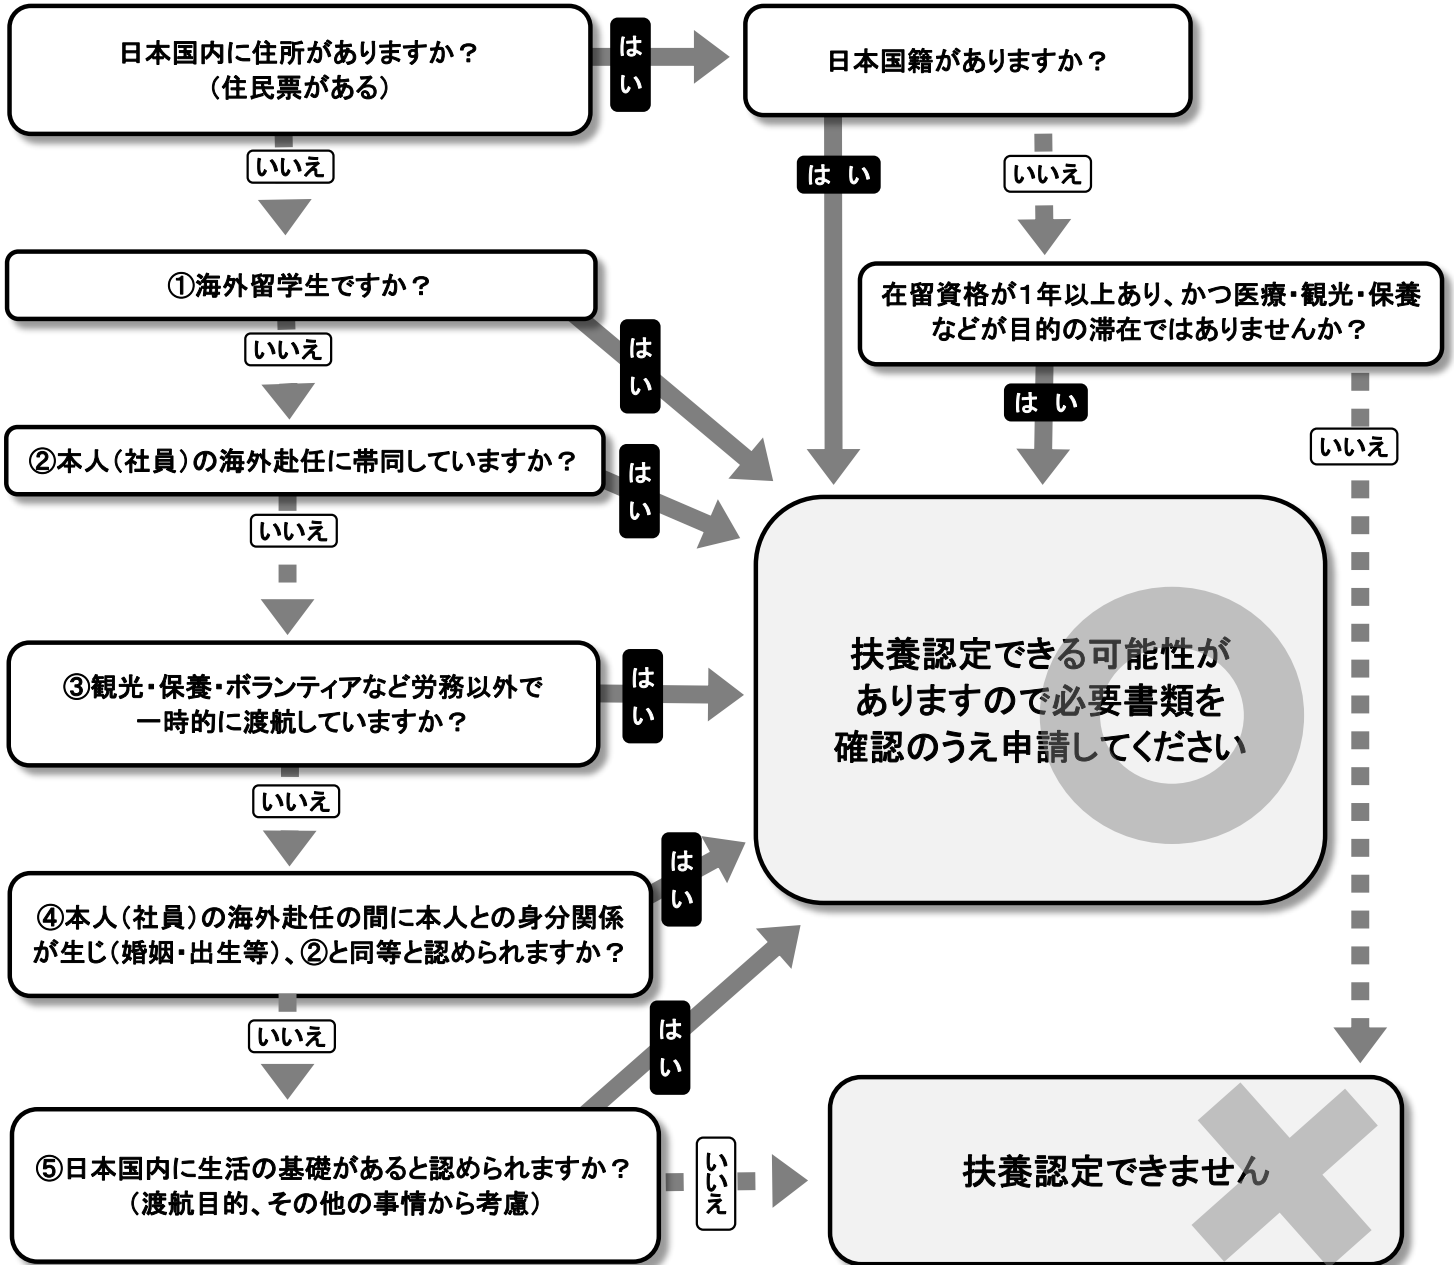 日本国内に住所がありますか？
（住民票がある）
はい
日本国籍がありますか？
いいえ
はい
いいえ
①海外留学生ですか？
在留資格が１年以上あり、かつ医療・観光・保養
などが目的の滞在ではありませんか？
いいえ
はい
はい
いいえ
②本人（社員）の海外赴任に帯同していますか？
はい
いいえ
③観光・保養・ボランティアなど労務以外で
一時的に渡航していますか？
はい
扶養認定できる可能性が
ありますので必要書類を
確認のうえ申請してください
いいえ
④本人（社員）の海外赴任の間に本人との身分関係
が生じ（婚姻・出生等）、②と同等と認められますか？
はい
いいえ
はい
⑤日本国内に生活の基礎があると認められますか？
（渡航目的、その他の事情から考慮）
いいえ
扶養認定できません